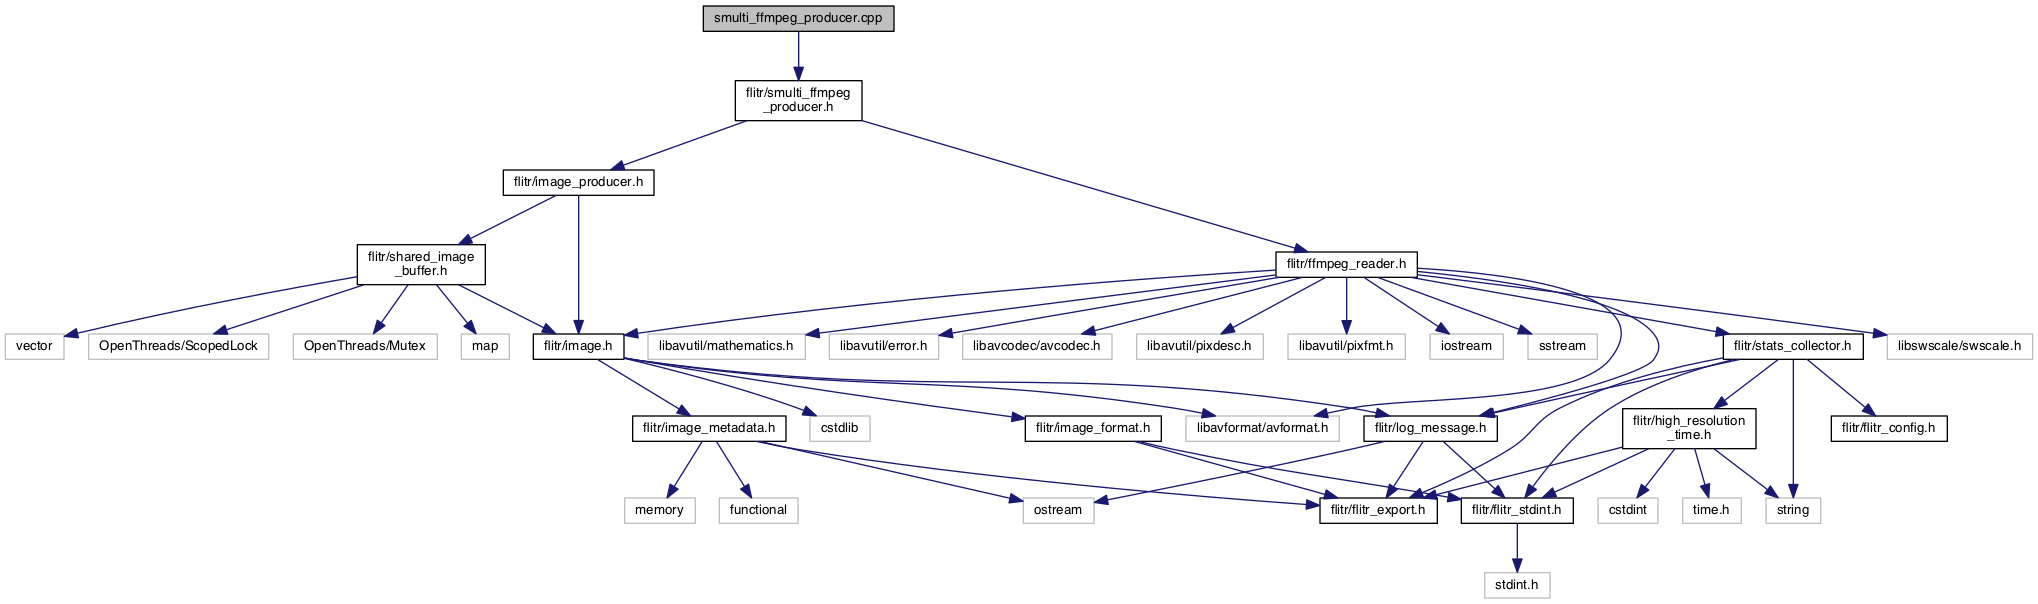 smulti_ffmpeg_producer.cpp
flitr/smulti_ffmpeg
_producer.h
flitr/image_producer.h
flitr/shared_image
_buffer.h
flitr/ffmpeg_reader.h
vector
OpenThreads/ScopedLock
OpenThreads/Mutex
map
flitr/image.h
libavutil/mathematics.h
libavutil/error.h
libavcodec/avcodec.h
libavutil/pixdesc.h
libavutil/pixfmt.h
iostream
sstream
flitr/stats_collector.h
libswscale/swscale.h
flitr/image_metadata.h
cstdlib
flitr/image_format.h
libavformat/avformat.h
flitr/log_message.h
flitr/high_resolution
_time.h
flitr/flitr_config.h
memory
functional
ostream
flitr/flitr_export.h
flitr/flitr_stdint.h
cstdint
time.h
string
stdint.h